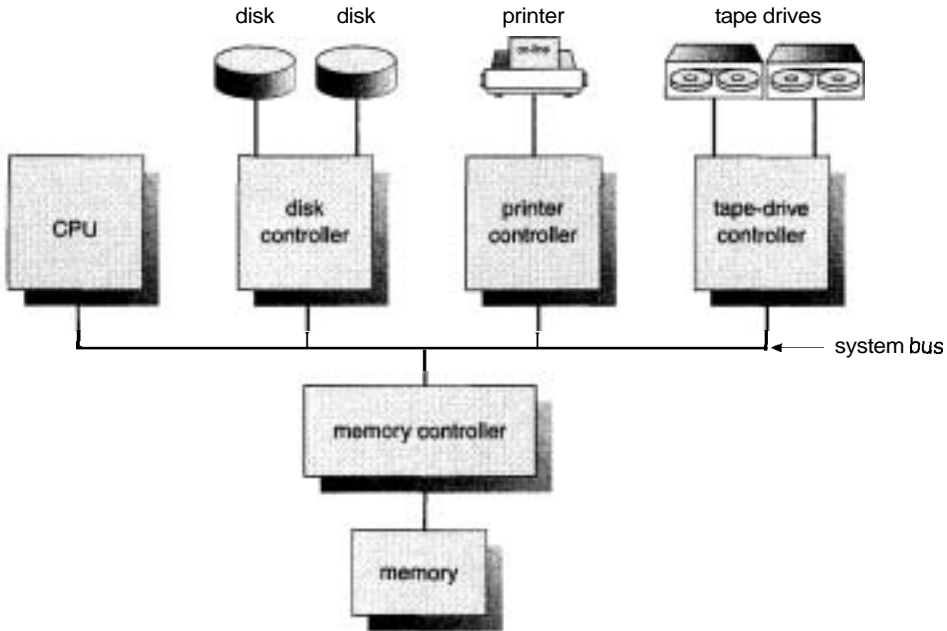 disk
disk
printer
tape drives
on-line
CPU
disk
controller
printer
controller
tape-drive
controller
system bus
memory controller
memory